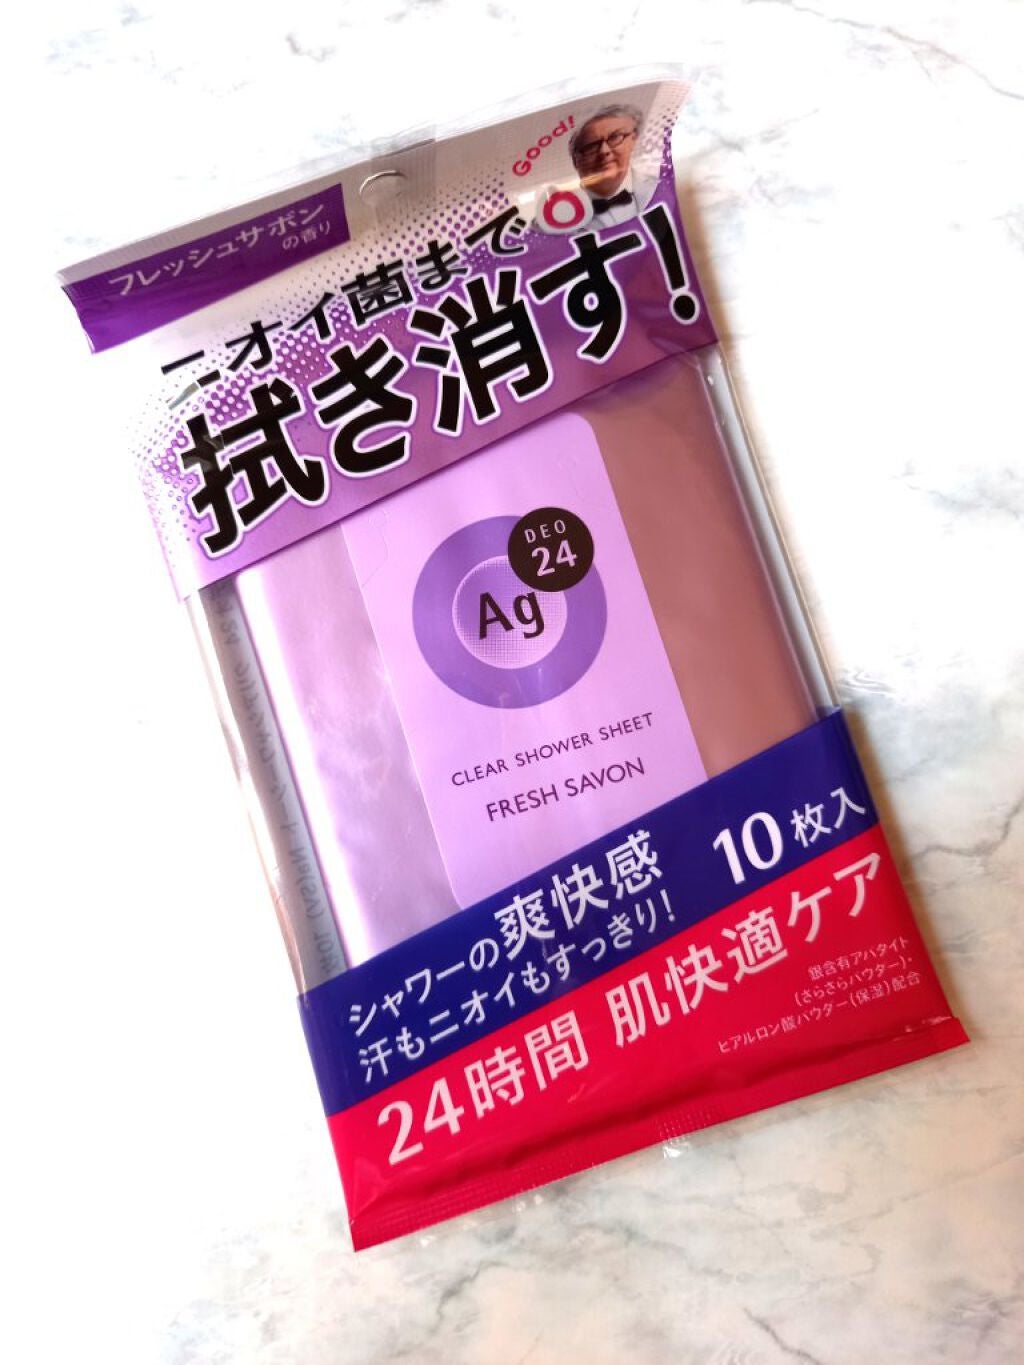 Good!
フレッシュサボン
の香り
ニオイ菌まで
拭き消す!
DEO
24
Ag
CLEAR SHOWER SHEET
FRESH SAVON
シャワーの爽快感
汗もニオイもすっきり!
10枚入
24時間 肌快適ケア
銀含有アパタイト
(さらさらパウダー)・
ヒアルロン酸パウダー(保湿)配合